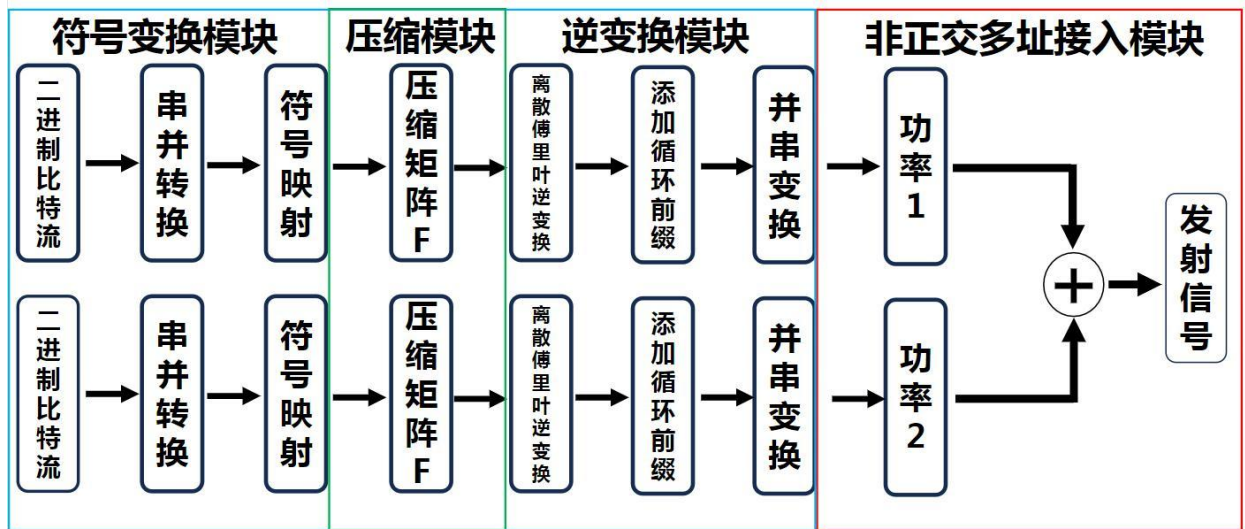 符号变换模块
压缩模块
逆变换模块
非正交多址接入模块
二进制比特流
串并转换
符号映射
压缩矩阵F
离散傅里叶逆变换
添加循环前缀
并串变换
功率1
发射信号
二进制比特流
串并转换
符号映射
压缩矩阵F
离散傅里叶逆变换
添加循环前缀
并串变换
功率2